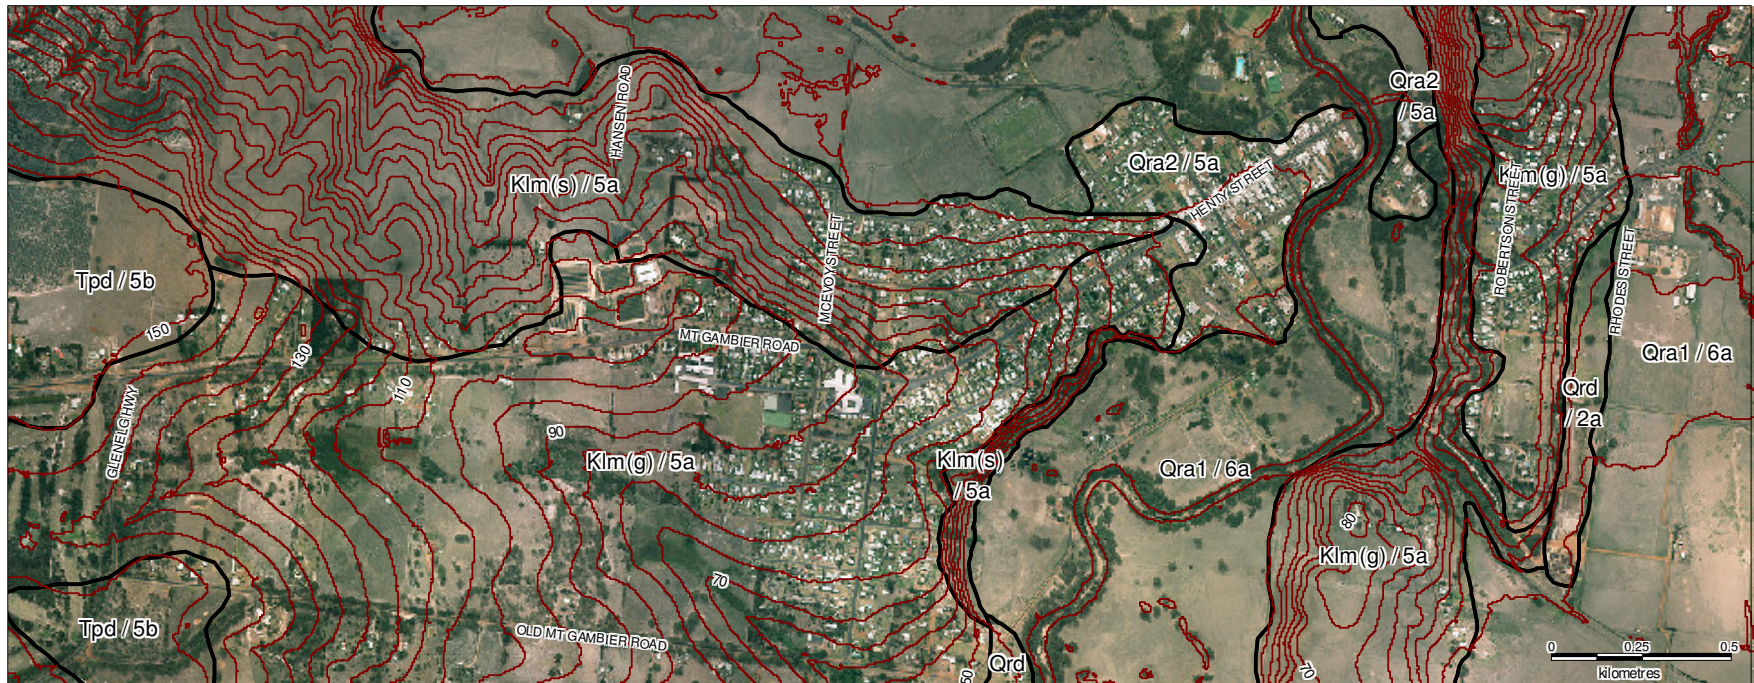 Qra2
/ 5a
HANSEN ROAD
Qra2 / 5a
Klm(g) / 5a
Klm(s) / 5a
HENTY STREET
ROBERTSON STREET
MCEVOY STREET
RHODES STREET
Tpd / 5b
150
130
MT GAMBIER ROAD
Qra1 / 6a
110
Qrd
/ 2a
GLENELG HWY
90
Klm(g) / 5a
Klm(s)
/ 5a
Qra1 / 6a
80
Klm(g) / 5a
70
Tpd / 5b
OLD MT GAMBIER ROAD
Qrd
50
70
0 0.25 0.5
kilometres